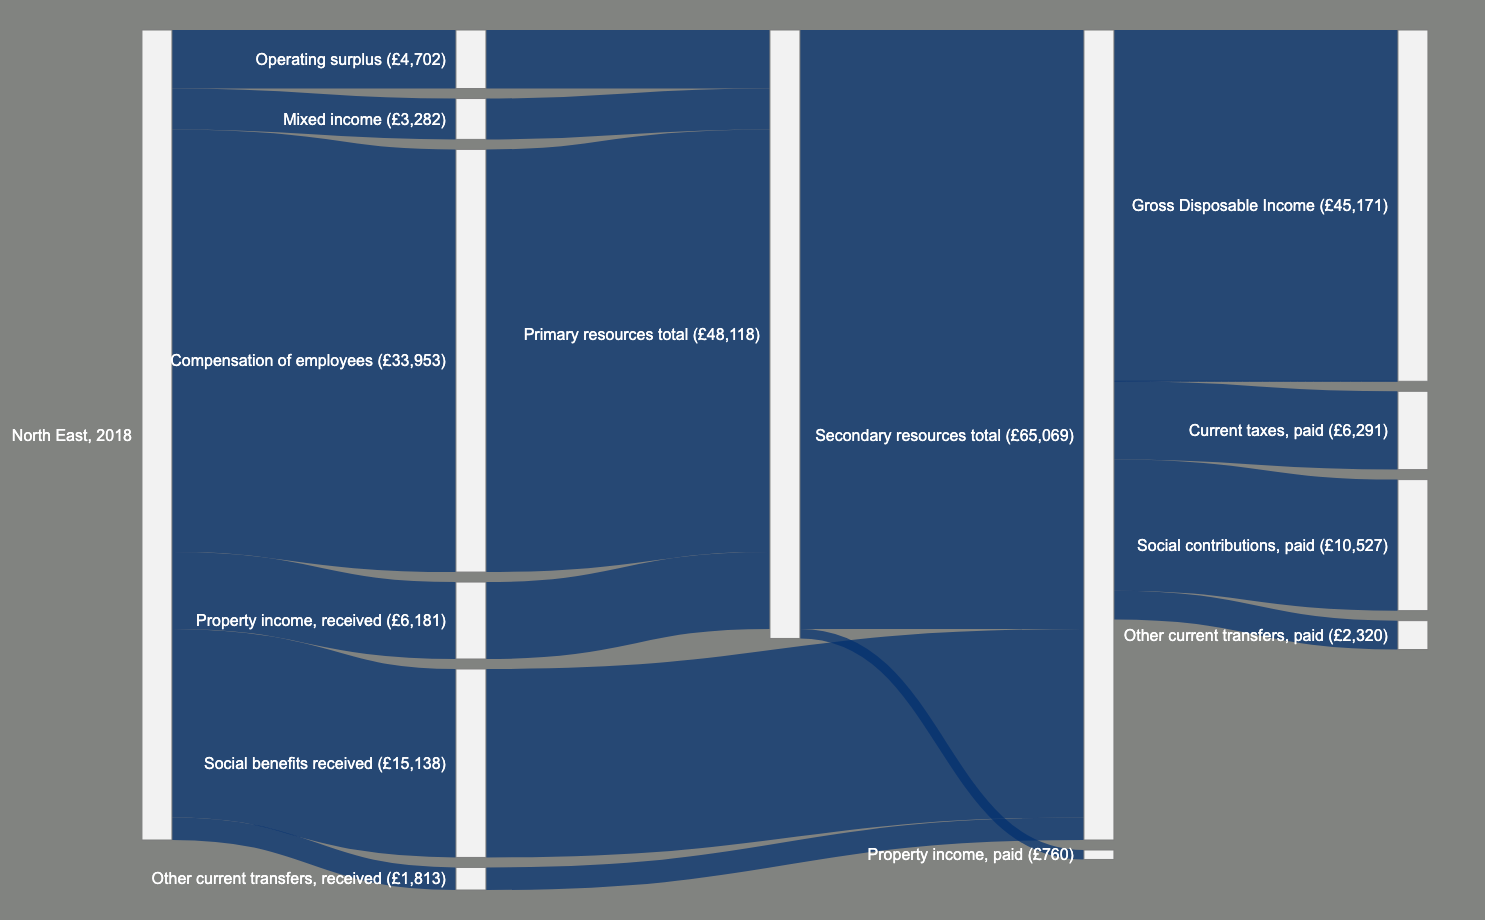 North East, 2018
Operating surplus (£4,702)
Mixed income (£3,282)
Compensation of employees (£33,953)
Property income, received (£6,181)
Social benefits received (£15,138)
Other current transfers, received (£1,813)
Primary resources total (£48,118)
Secondary resources total (£65,069)
Property income, paid (£760)
Gross Disposable Income (£45,171)
Current taxes, paid (£6,291)
Social contributions, paid (£10,527)
Other current transfers, paid (£2,320)